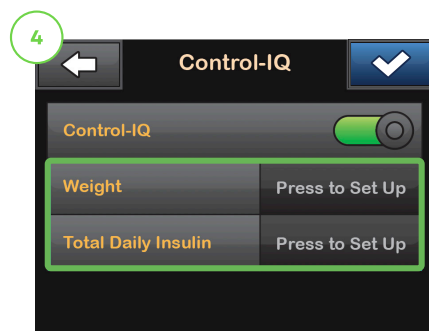 4
Control-IQ
Control-IQ
Weight Press to Set Up
Total Daily Insulin Press to Set Up